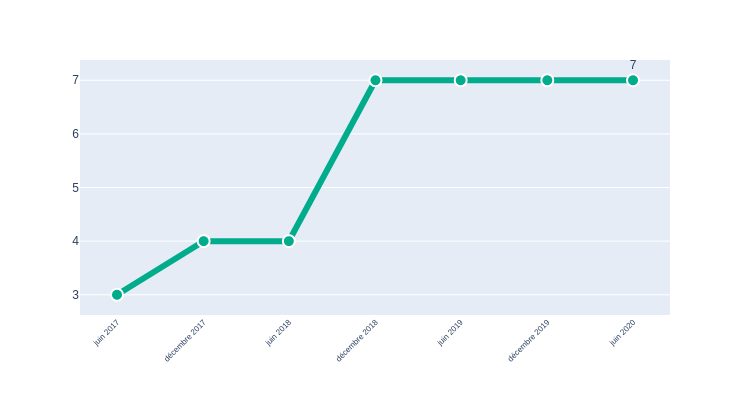 7
7
6
5
4
3
juin 2017
décembre 2017
juin 2018
décembre 2018
juin 2019
décembre 2019
juin 2020